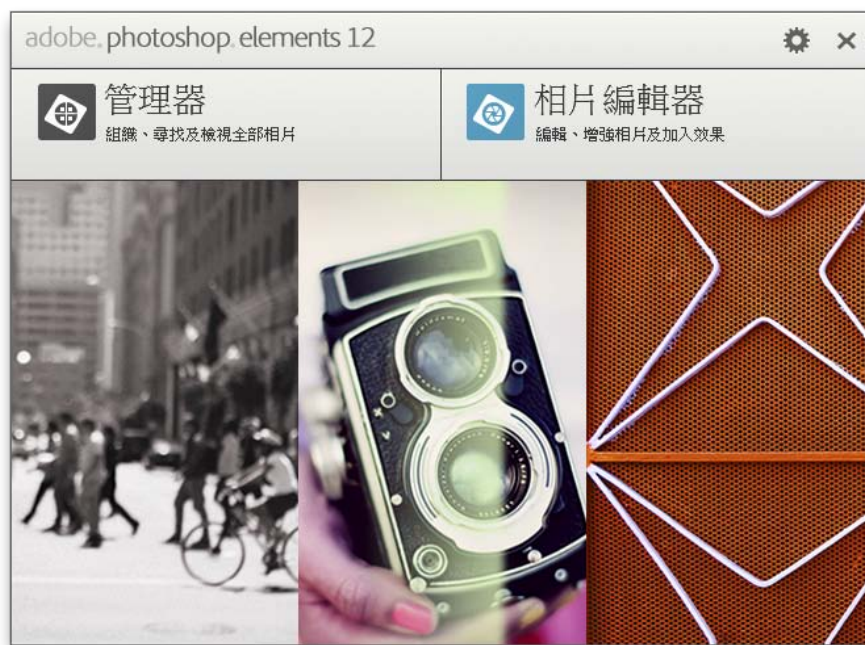 adobe.photoshop.elements 12
管理器
組織、尋找及檢視全部相片
相片編輯器
編輯、增強相片及加入效果